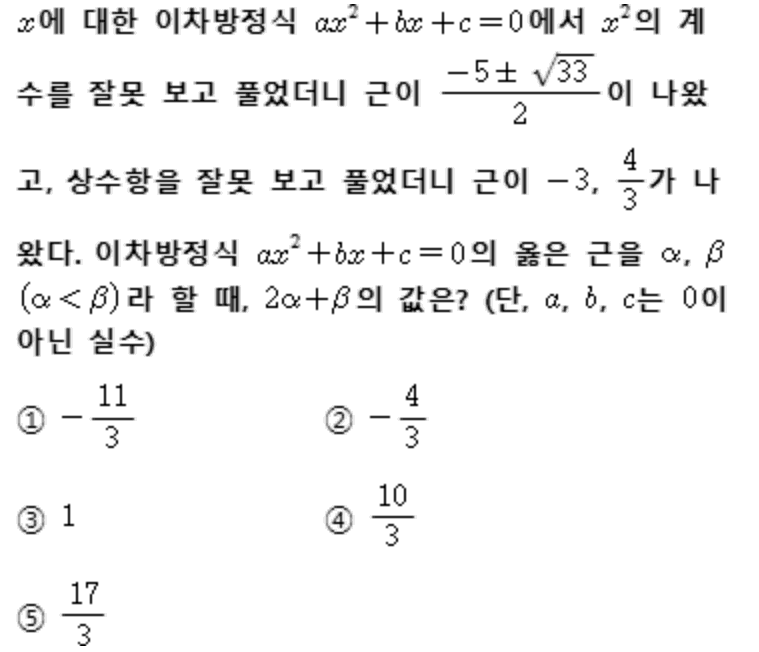 x에 대한 이차방정식 ax²+bx+c=0에서 x²의 계
수를 잘못 보고 풀었더니 근이 (-5±√33)/2 이 나왔
고, 상수항을 잘못 보고 풀었더니 근이 -3, 4/3가 나
왔다. 이차방정식 ax²+bx+c=0의 옳은 근을 α, β
(α<β)라 할 때, 2α+β의 값은? (단, a, b, c는 0이
아닌 실수)
① -11/3 ② -4/3
③ 1 ④ 10/3
⑤ 17/3